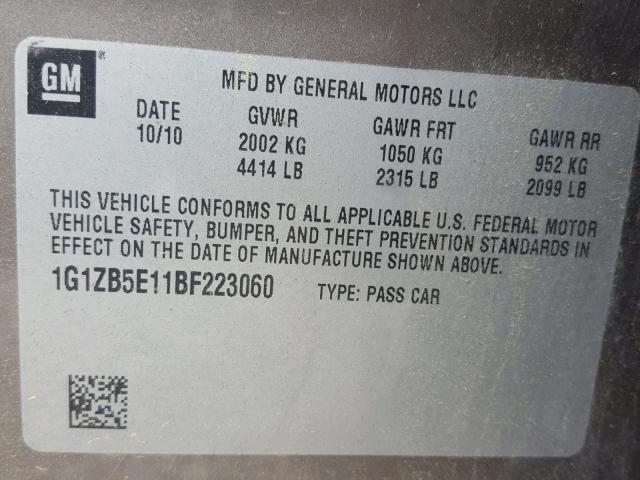 GM ®
MFD BY GENERAL MOTORS LLC
DATE GVWR GAWR FRT GAWR RR
10/10 2002 KG 1050 KG 952 KG
4414 LB 2315 LB 2099 LB
THIS VEHICLE CONFORMS TO ALL APPLICABLE U.S. FEDERAL MOTOR
VEHICLE SAFETY, BUMPER, AND THEFT PREVENTION STANDARDS IN
EFFECT ON THE DATE OF MANUFACTURE SHOWN ABOVE.
1G1ZB5E11BF223060 TYPE: PASS CAR